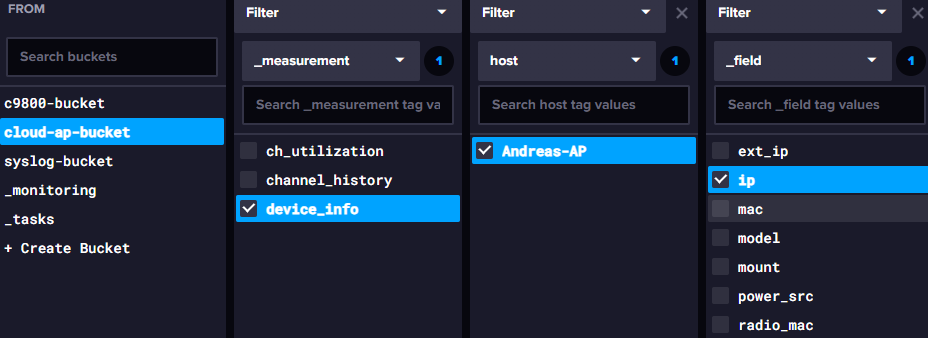 FROM
Search buckets
c9800-bucket
cloud-ap-bucket
syslog-bucket
_monitoring
_tasks
+ Create Bucket
Filter
_measurement
1
Search _measurement tag va
ch_utilization
channel_history
device_info
Filter
host
1
Search host tag values
Andreas-AP
Filter
_field
1
Search _field tag values
ext_ip
ip
mac
model
mount
power_src
radio_mac